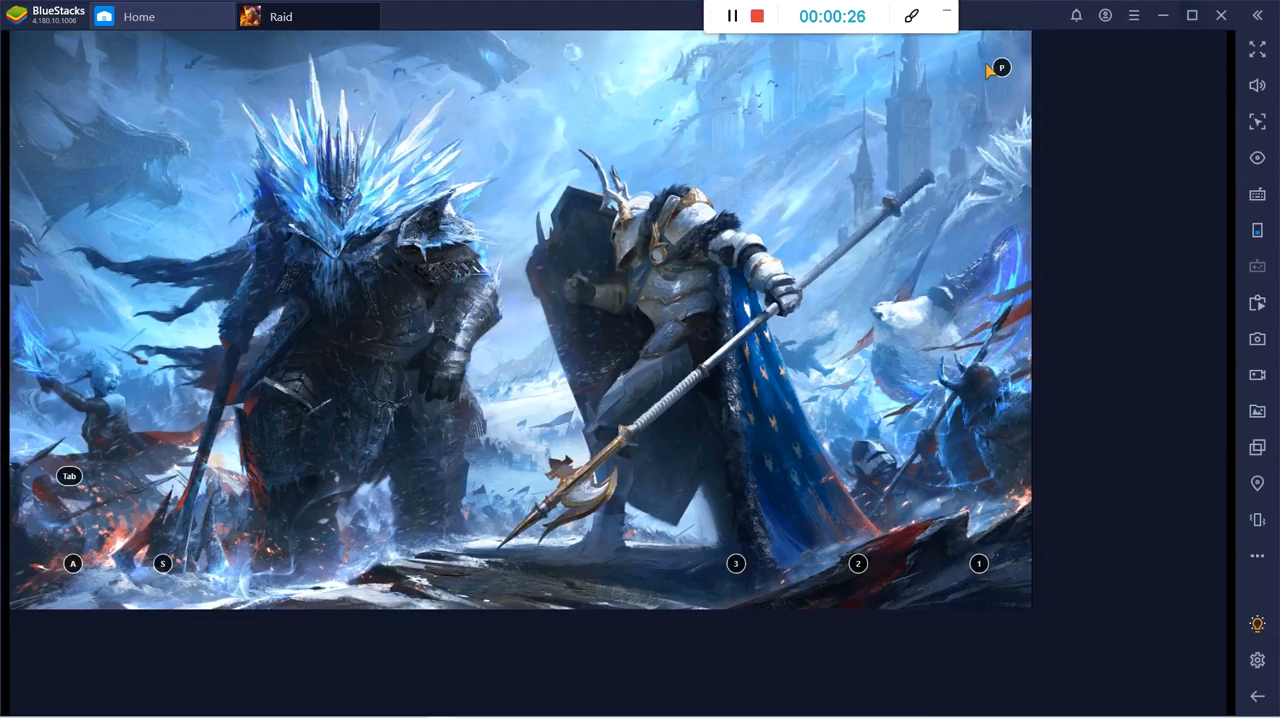 BlueStacks
4.180.10.1006
Home
Raid
00:00:26
P
Tab
A
S
3
2
1